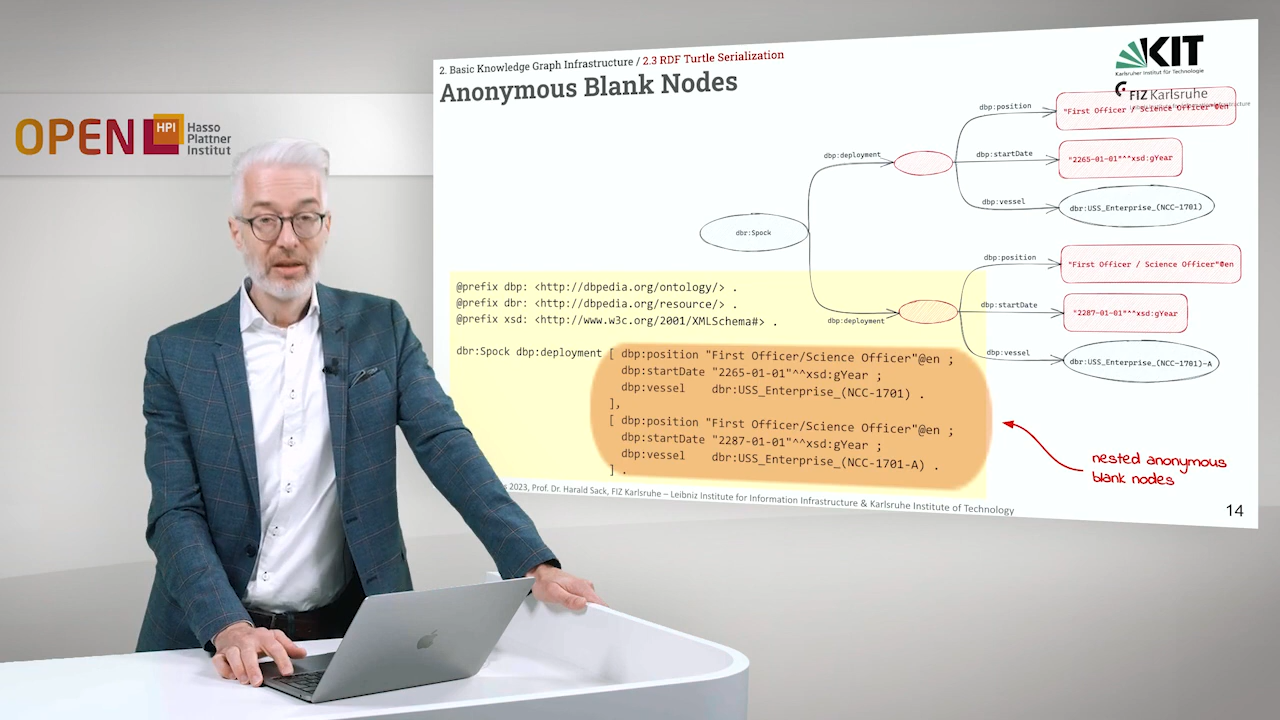 OPEN HPI Hasso
Plattner
Institut
2. Basic Knowledge Graph Infrastructure / 2.3 RDF Turtle Serialization
Anonymous Blank Nodes
KIT
Karlsruher Institut für Technologie
FIZ Karlsruhe
dbp:position
"First Officer / Science Officer"@en
dbp:deployment
dbp:startDate
"2265-01-01"^^xsd:gYear
dbp:vessel
dbr:USS_Enterprise_(NCC-1701)
dbr:Spock
dbp:position
"First Officer / Science Officer"@en
dbp:startDate
"2287-01-01"^^xsd:gYear
dbp:deployment
dbp:vessel
dbr:USS_Enterprise_(NCC-1701)-A
@prefix dbp: <http://dbpedia.org/ontology/> .
@prefix dbr: <http://dbpedia.org/resource/> .
@prefix xsd: <http://www.w3c.org/2001/XMLSchema#> .
dbr:Spock dbp:deployment [ dbp:position "First Officer/Science Officer"@en ;
dbp:startDate "2265-01-01"^^xsd:gYear ;
dbp:vessel dbr:USS_Enterprise_(NCC-1701) .
],
[ dbp:position "First Officer/Science Officer"@en ;
dbp:startDate "2287-01-01"^^xsd:gYear ;
dbp:vessel dbr:USS_Enterprise_(NCC-1701-A) .
] .
nested anonymous
blank nodes
2023, Prof. Dr. Harald Sack, FIZ Karlsruhe – Leibniz Institute for Information Infrastructure & Karlsruhe Institute of Technology
14